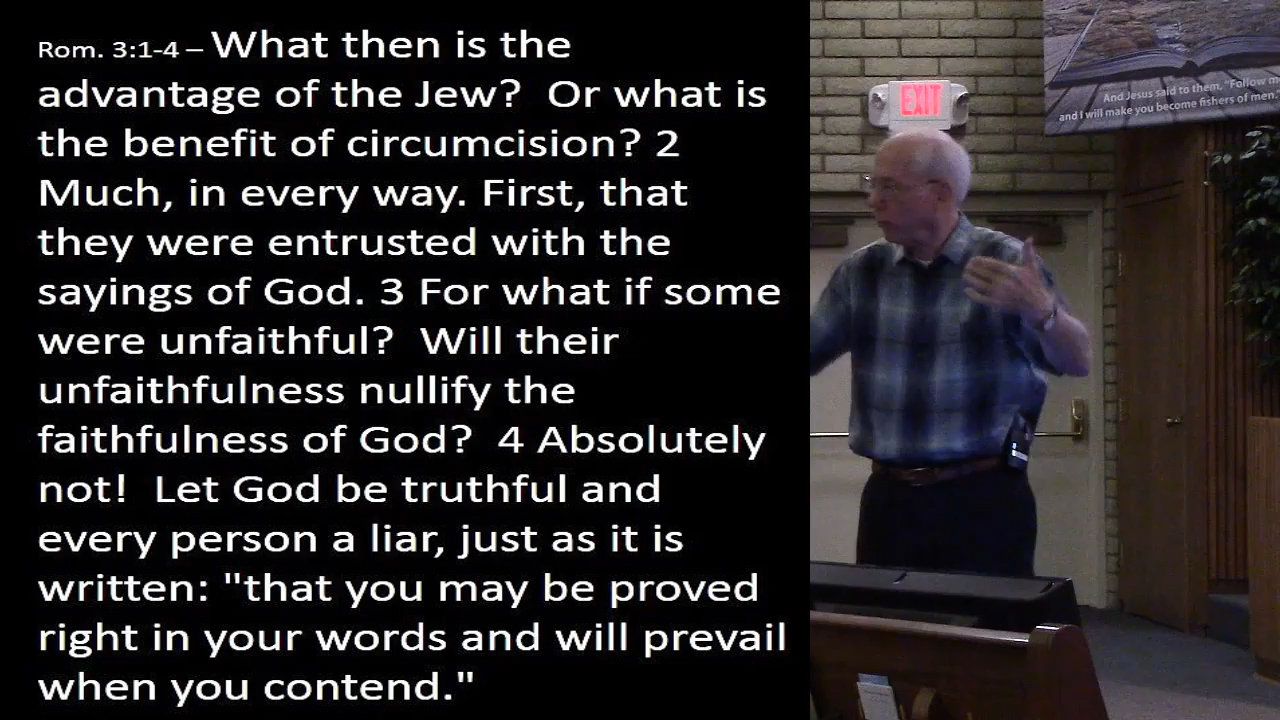 Rom. 3:1-4 – What then is the
advantage of the Jew?  Or what is
the benefit of circumcision? 2
Much, in every way. First, that
they were entrusted with the
sayings of God. 3 For what if some
were unfaithful?  Will their
unfaithfulness nullify the
faithfulness of God?  4 Absolutely
not!  Let God be truthful and
every person a liar, just as it is
written: "that you may be proved
right in your words and will prevail
when you contend."
EXIT
And Jesus said to them, "Follow me
and I will make you become fishers of men."